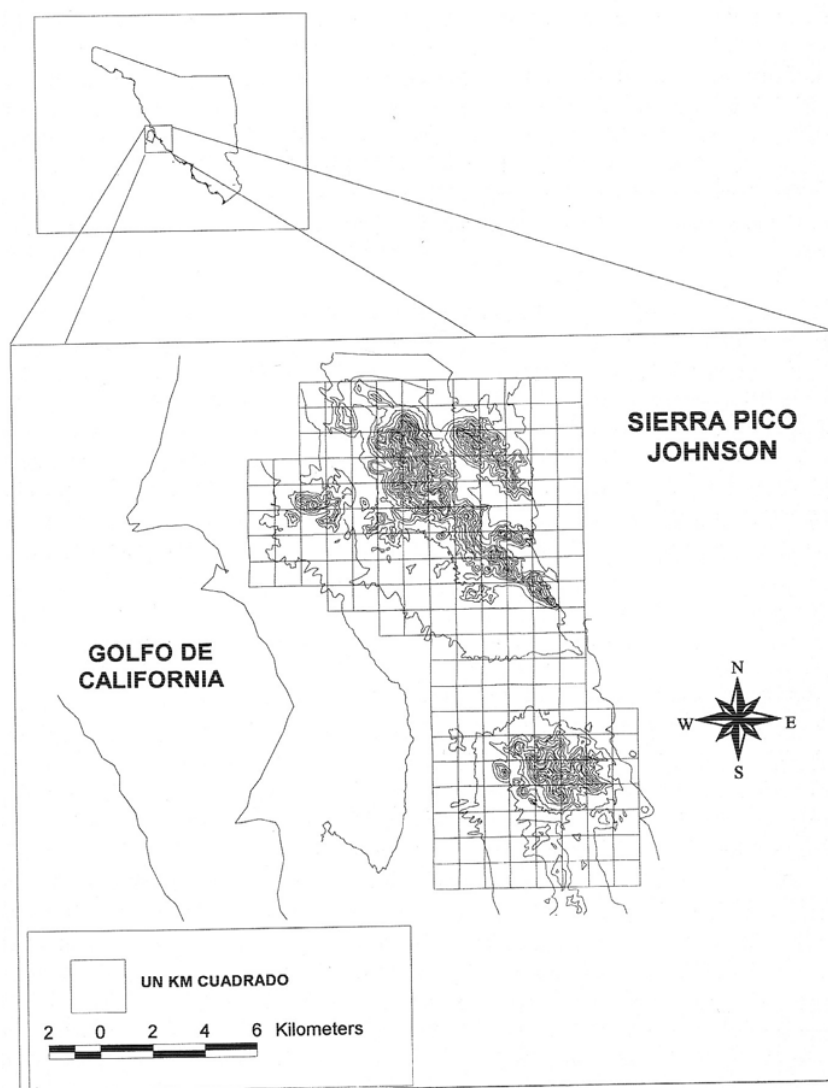 SIERRA PICO
JOHNSON
GOLFO DE
CALIFORNIA
N
W E
S
UN KM CUADRADO
2 0 2 4 6 Kilometers